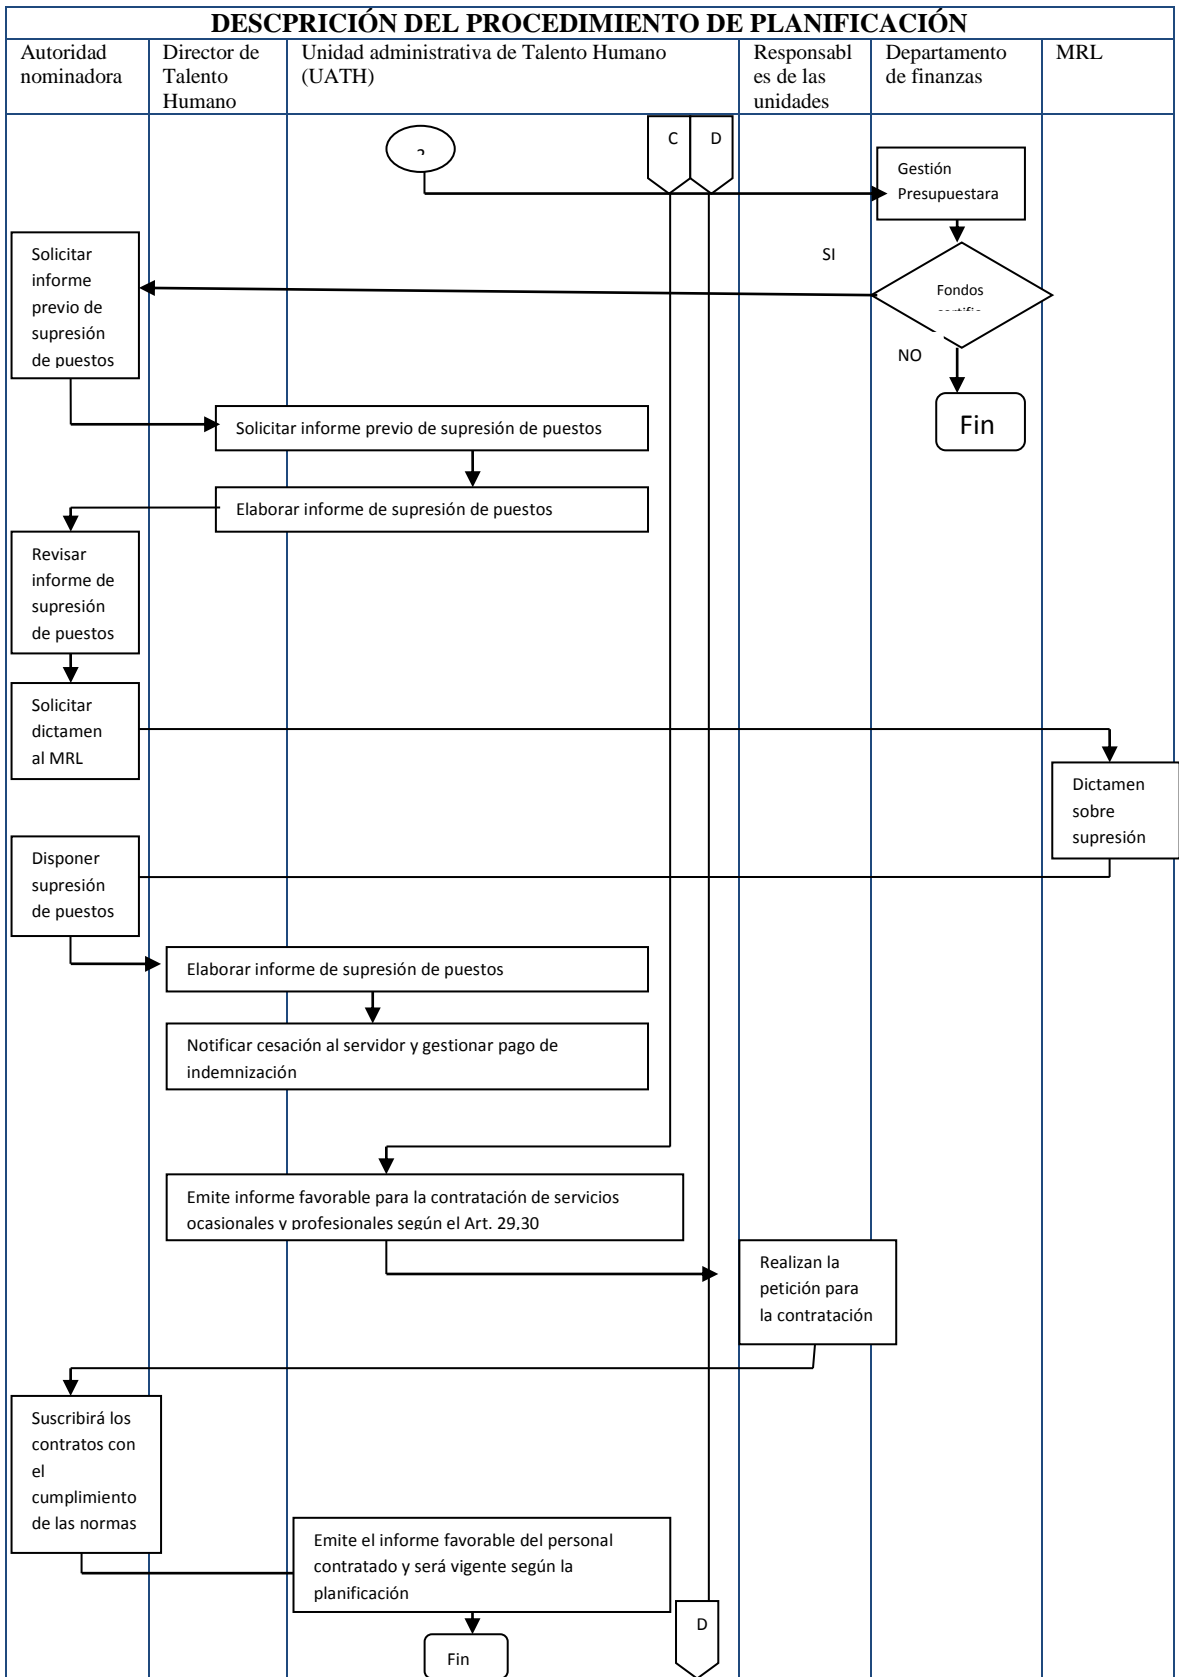 DESCPRICIÓN DEL PROCEDIMIENTO DE PLANIFICACIÓN
Autoridad
nominadora
Director de
Talento
Humano
Unidad administrativa de Talento Humano
(UATH)
Responsabl
es de las
unidades
Departamento
de finanzas
MRL
C
D
Gestión
Presupuestara
Solicitar
informe
previo de
supresión
de puestos
SI
Fondos
NO
Fin
Solicitar informe previo de supresión de puestos
Elaborar informe de supresión de puestos
Revisar
informe de
supresión
de puestos
Solicitar
dictamen
al MRL
Dictamen
sobre
supresión
Disponer
supresión
de puestos
Elaborar informe de supresión de puestos
Notificar cesación al servidor y gestionar pago de
indemnización
Emite informe favorable para la contratación de servicios
ocasionales y profesionales según el Art. 29,30
Realizan la
petición para
la contratación
Suscribirá los
contratos con
el
cumplimiento
de las normas
Emite el informe favorable del personal
contratado y será vigente según la
planificación
D
Fin